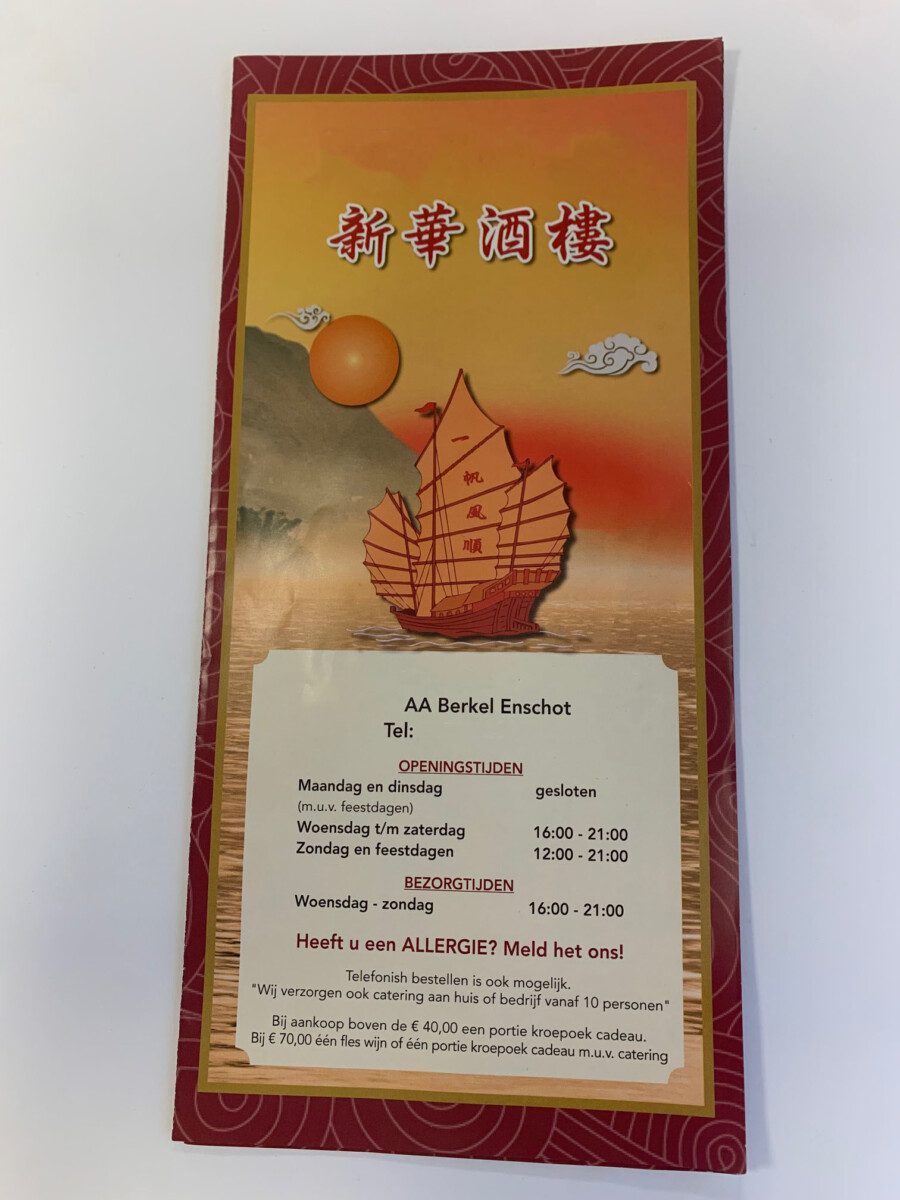 新華酒樓
一帆風順
AA Berkel Enschot
Tel:
OPENINGSTIJDEN
Maandag en dinsdag gesloten
(m.u.v. feestdagen)
Woensdag t/m zaterdag 16:00 - 21:00
Zondag en feestdagen 12:00 - 21:00
BEZORGTIJDEN
Woensdag - zondag 16:00 - 21:00
Heeft u een ALLERGIE? Meld het ons!
Telefonish bestellen is ook mogelijk.
"Wij verzorgen ook catering aan huis of bedrijf vanaf 10 personen"
Bij aankoop boven de € 40,00 een portie kroepoek cadeau.
Bij € 70,00 één fles wijn of één portie kroepoek cadeau m.u.v. catering